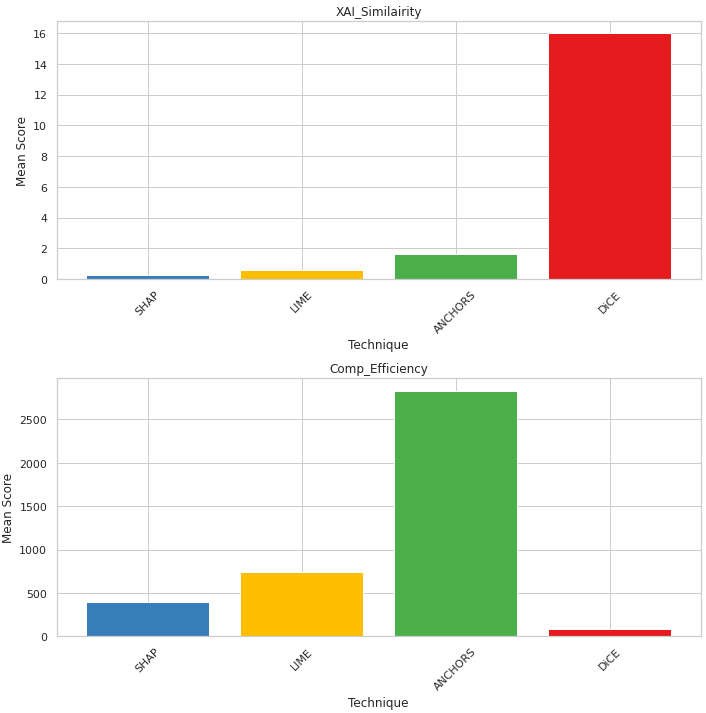 XAI_Similairity
Mean Score
16
14
12
10
8
6
4
2
0
SHAP
LIME
ANCHORS
DiCE
Technique
Comp_Efficiency
Mean Score
2500
2000
1500
1000
500
0
SHAP
LIME
ANCHORS
DiCE
Technique